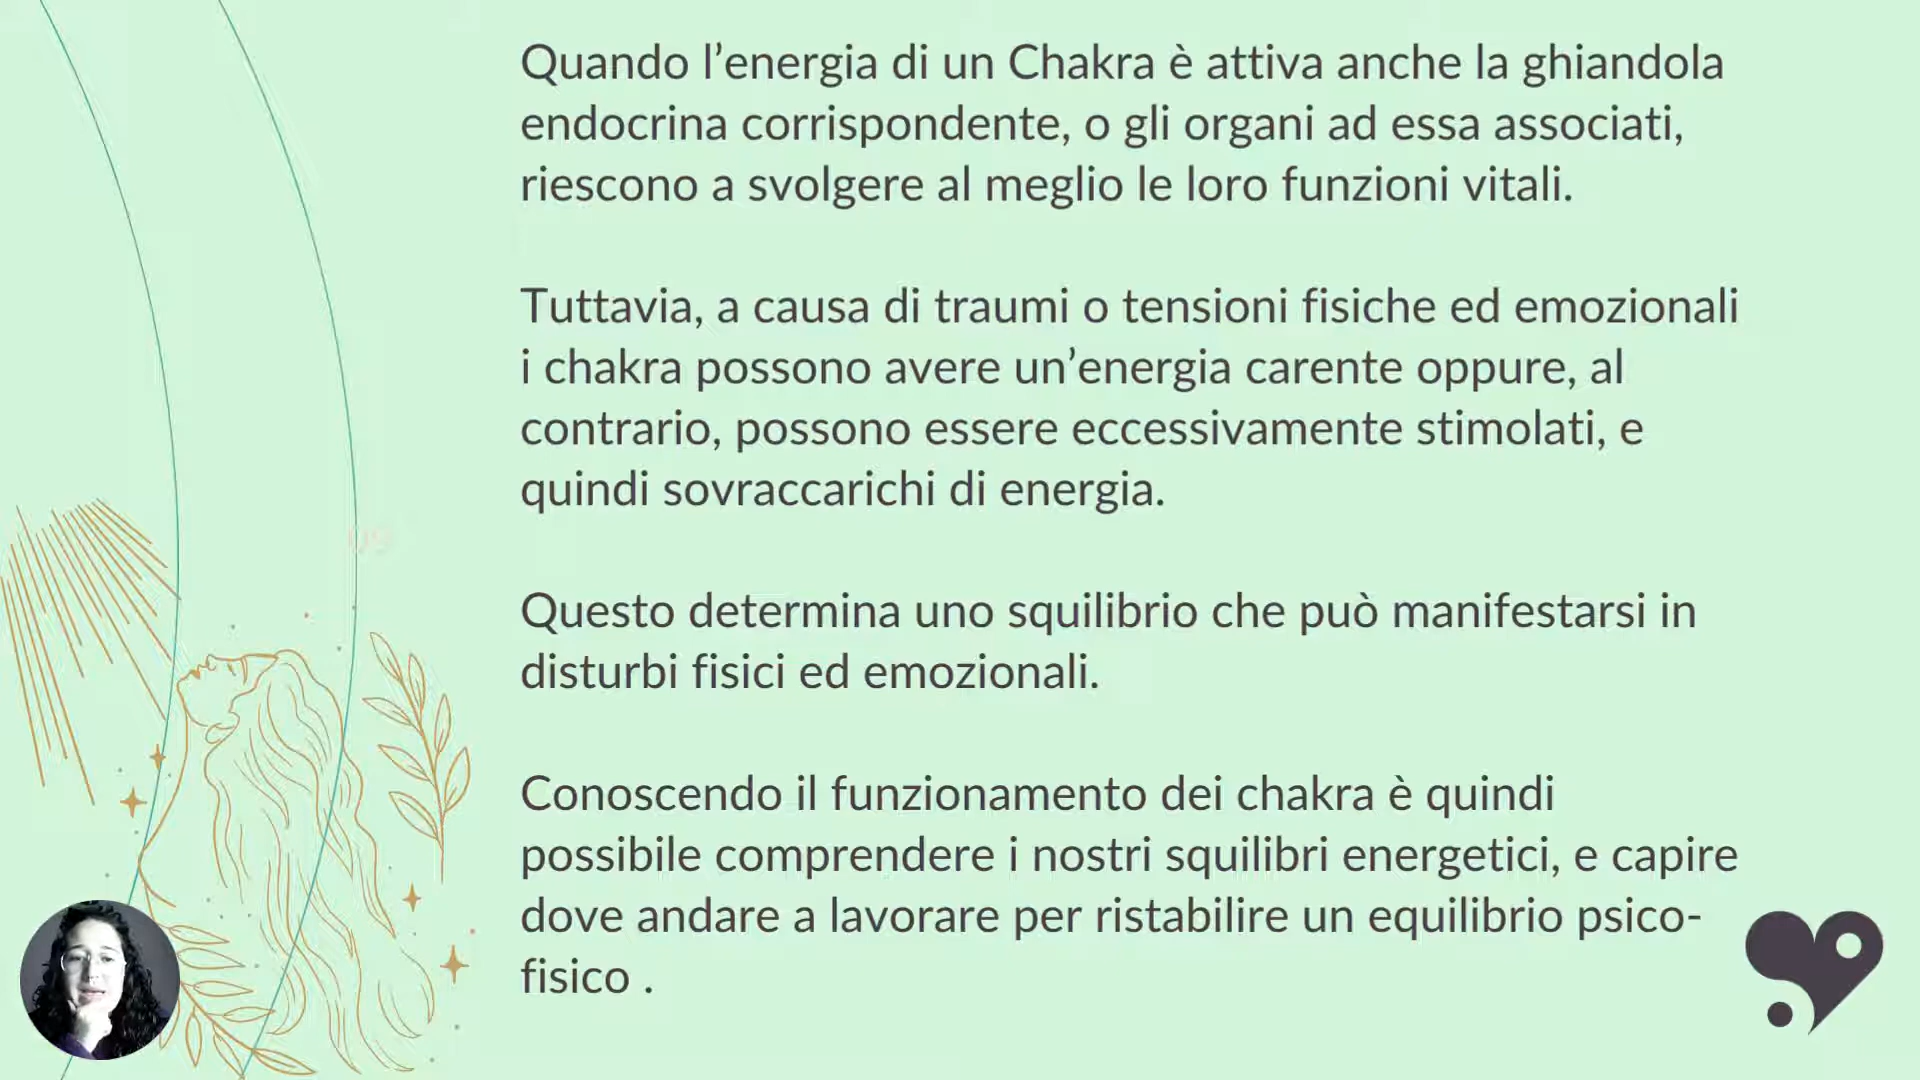 Quando l’energia di un Chakra è attiva anche la ghiandola
endocrina corrispondente, o gli organi ad essa associati,
riescono a svolgere al meglio le loro funzioni vitali.
Tuttavia, a causa di traumi o tensioni fisiche ed emozionali
i chakra possono avere un’energia carente oppure, al
contrario, possono essere eccessivamente stimolati, e
quindi sovraccarichi di energia.
Questo determina uno squilibrio che può manifestarsi in
disturbi fisici ed emozionali.
Conoscendo il funzionamento dei chakra è quindi
possibile comprendere i nostri squilibri energetici, e capire
dove andare a lavorare per ristabilire un equilibrio psico-
fisico .